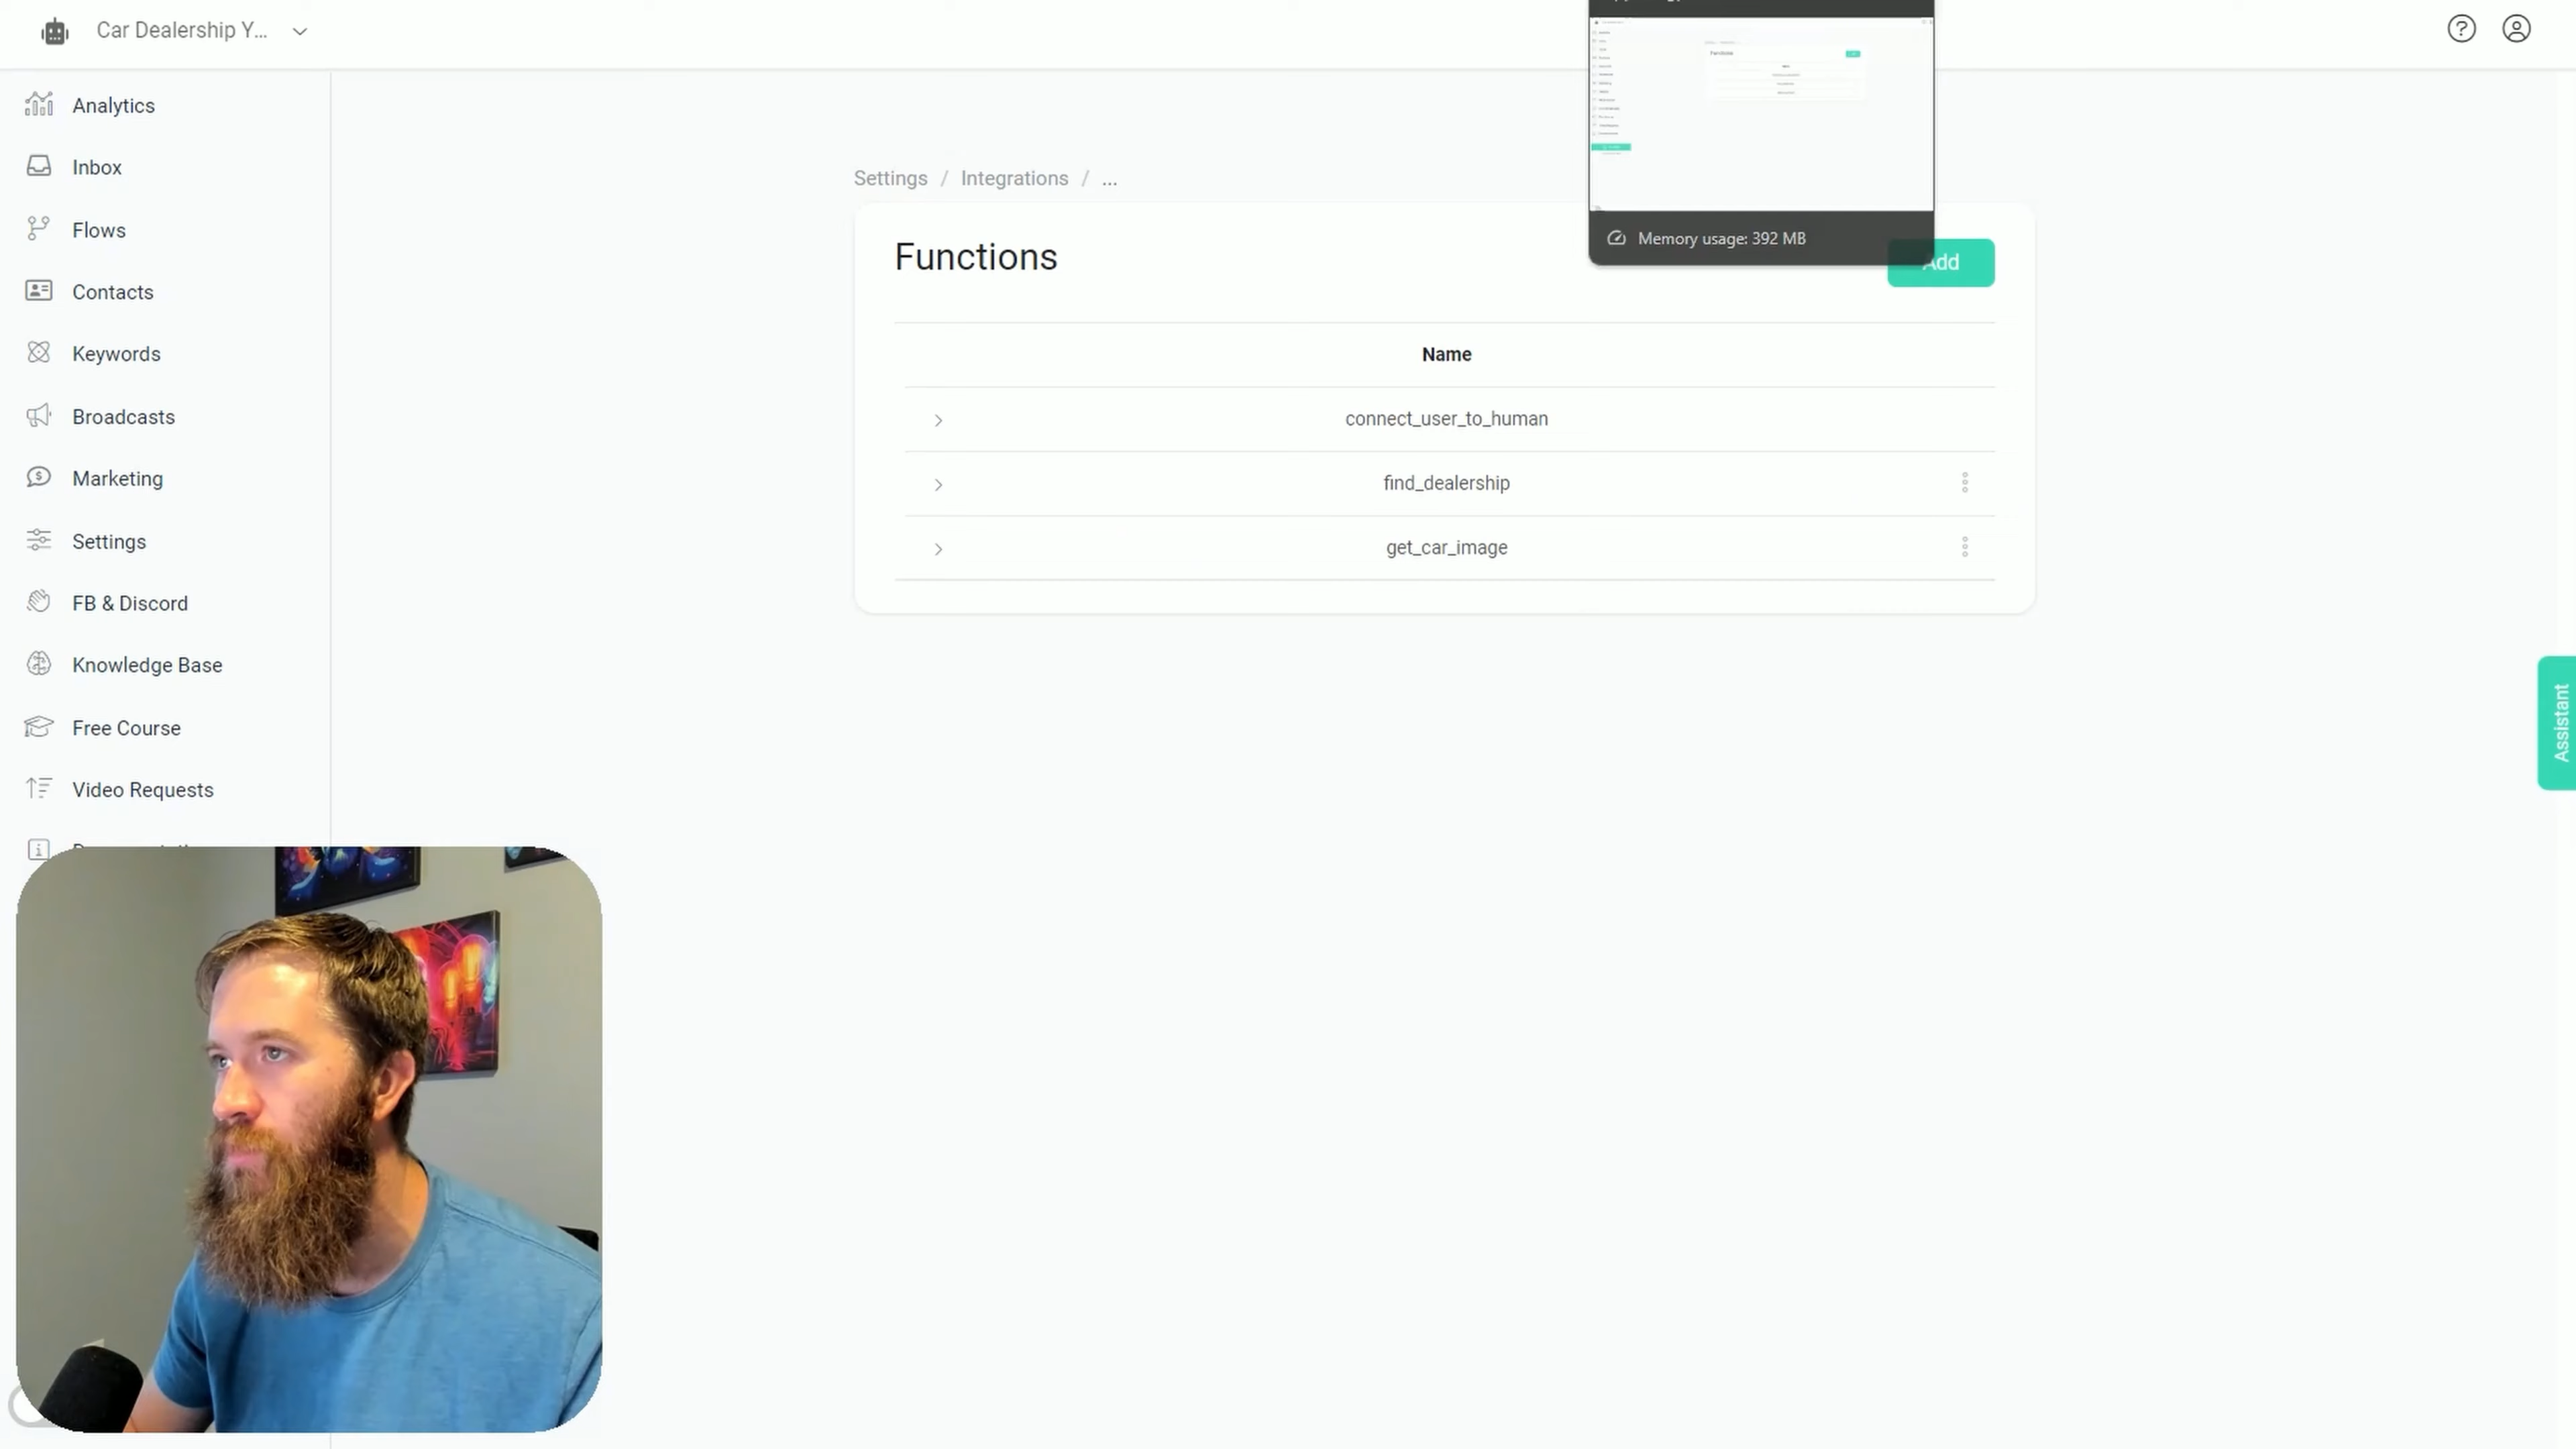 Car Dealership Y...
Analytics
Inbox
Flows
Contacts
Keywords
Broadcasts
Marketing
Settings
FB & Discord
Knowledge Base
Free Course
Video Requests
Settings / Integrations / ...
Functions
Memory usage: 392 MB
Add
Name
connect_user_to_human
find_dealership
get_car_image
Assistant